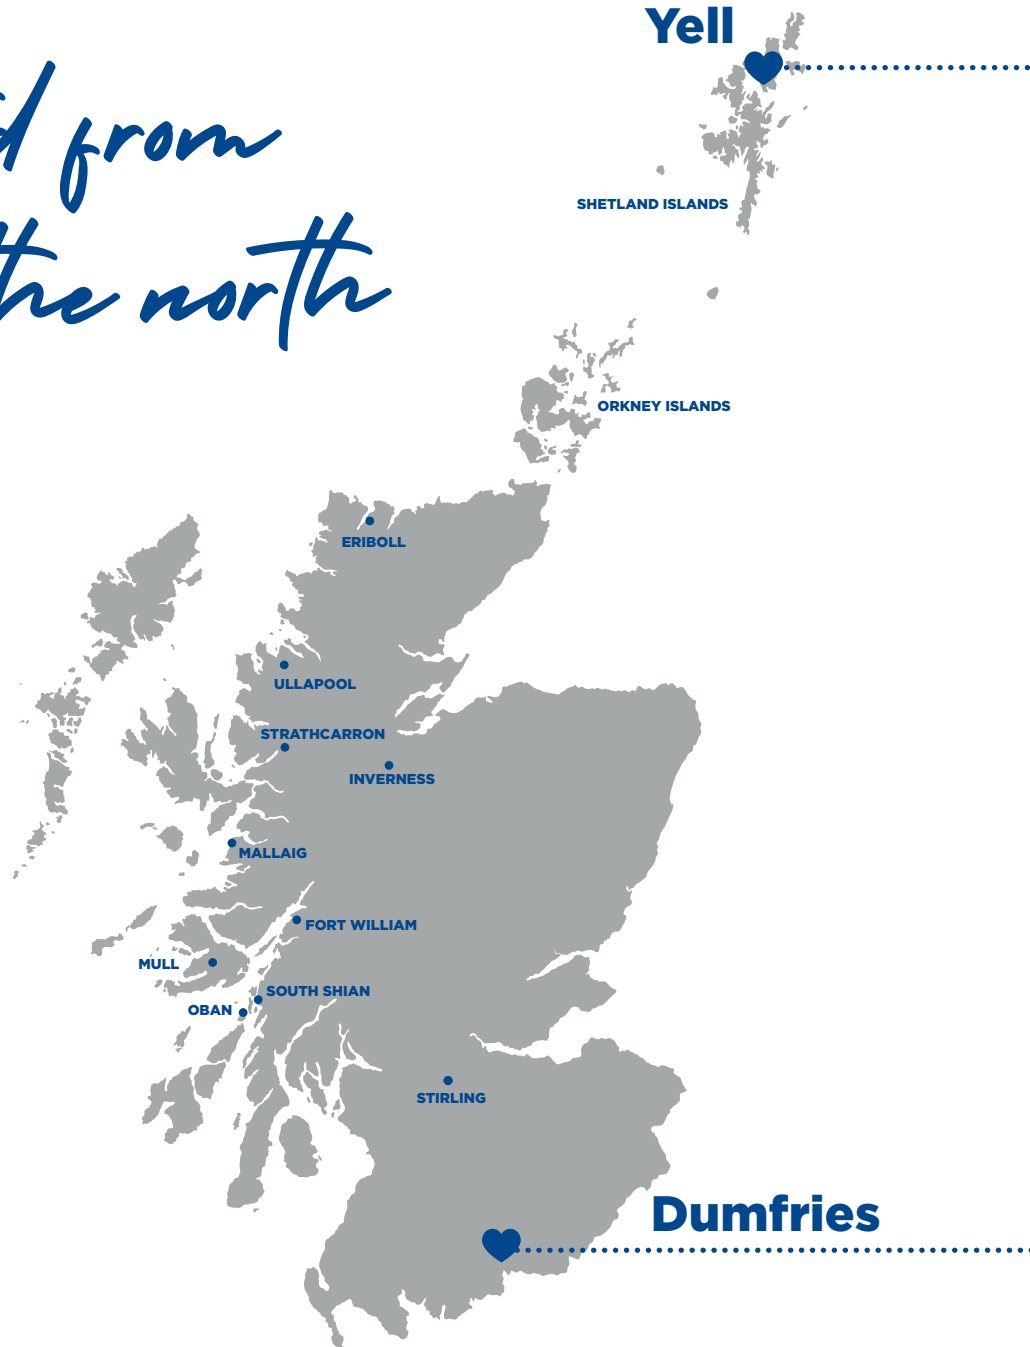 Yell
from
the north
SHETLAND ISLANDS
ORKNEY ISLANDS
ERIBOLL
ULLAPOOL
STRATHCARRON
INVERNESS
MALLAIG
FORT WILLIAM
MULL
SOUTH SHIAN
OBAN
STIRLING
Dumfries